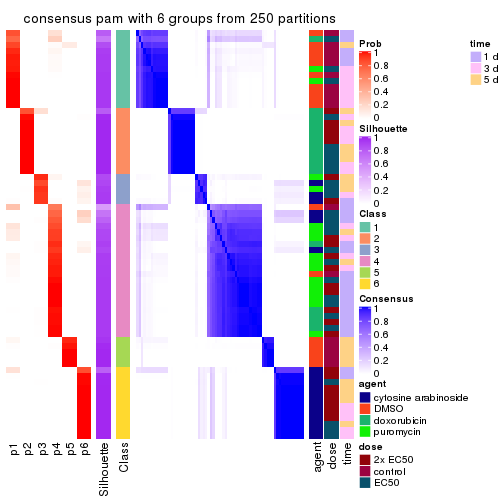 consensus pam with 6 groups from 250 partitions
Prob
1
0.8
0.6
0.4
0.2
0
time
1 d
3 d
5 d
Silhouette
1
0.8
0.6
0.4
0.2
0
Class
1
2
3
4
5
6
Consensus
1
0.8
0.6
0.4
0.2
0
agent
cytosine arabinoside
DMSO
doxorubicin
puromycin
dose
2x EC50
control
EC50
p1
p2
p3
p4
p5
p6
Silhouette
Class
agent
dose
time